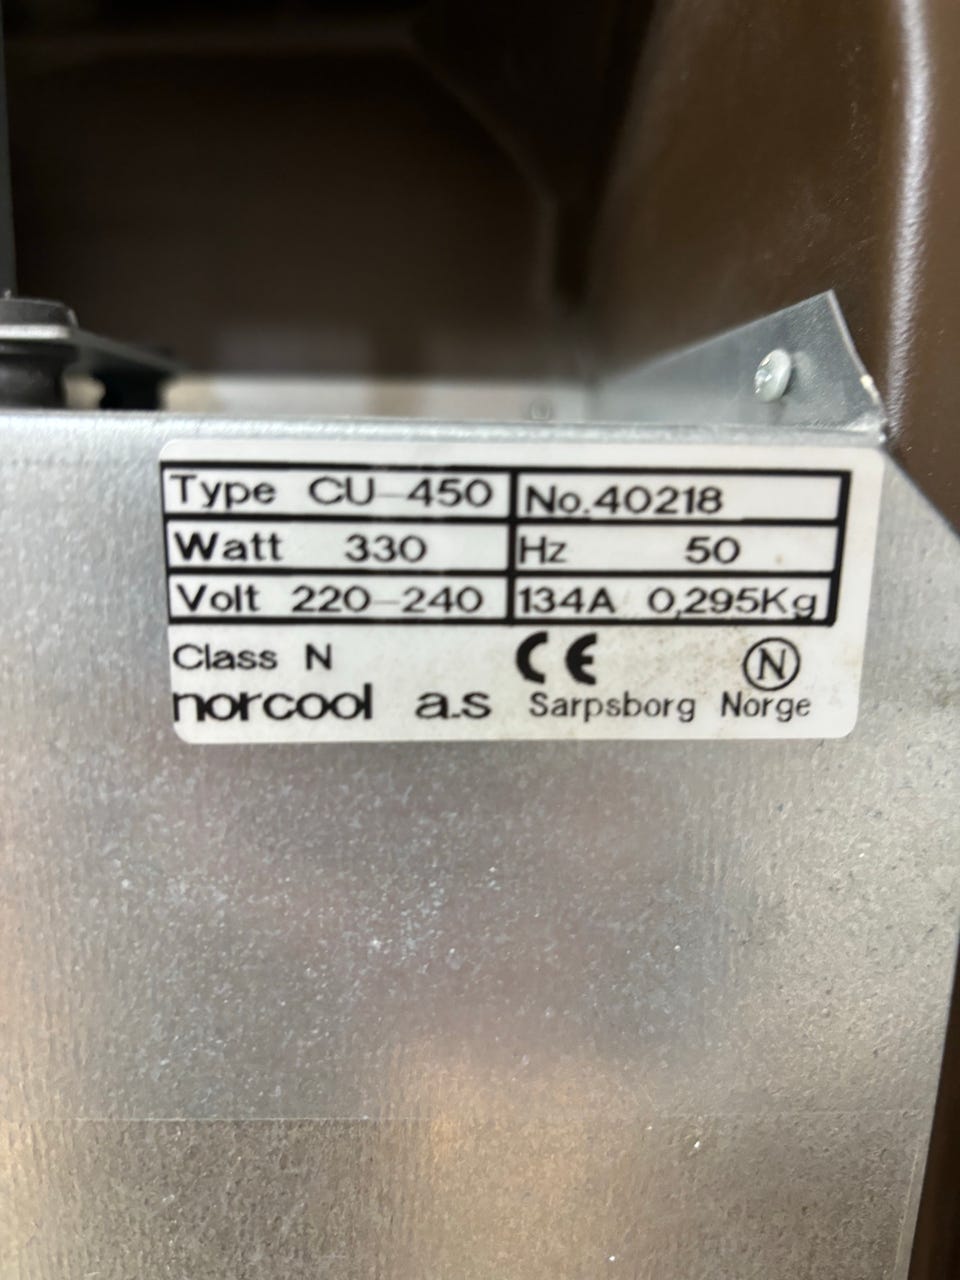 Type CU-450 No.40218
Watt 330 Hz 50
Volt 220-240 134A 0,295Kg
Class N CE N
norcool a.s Sarpsborg Norge